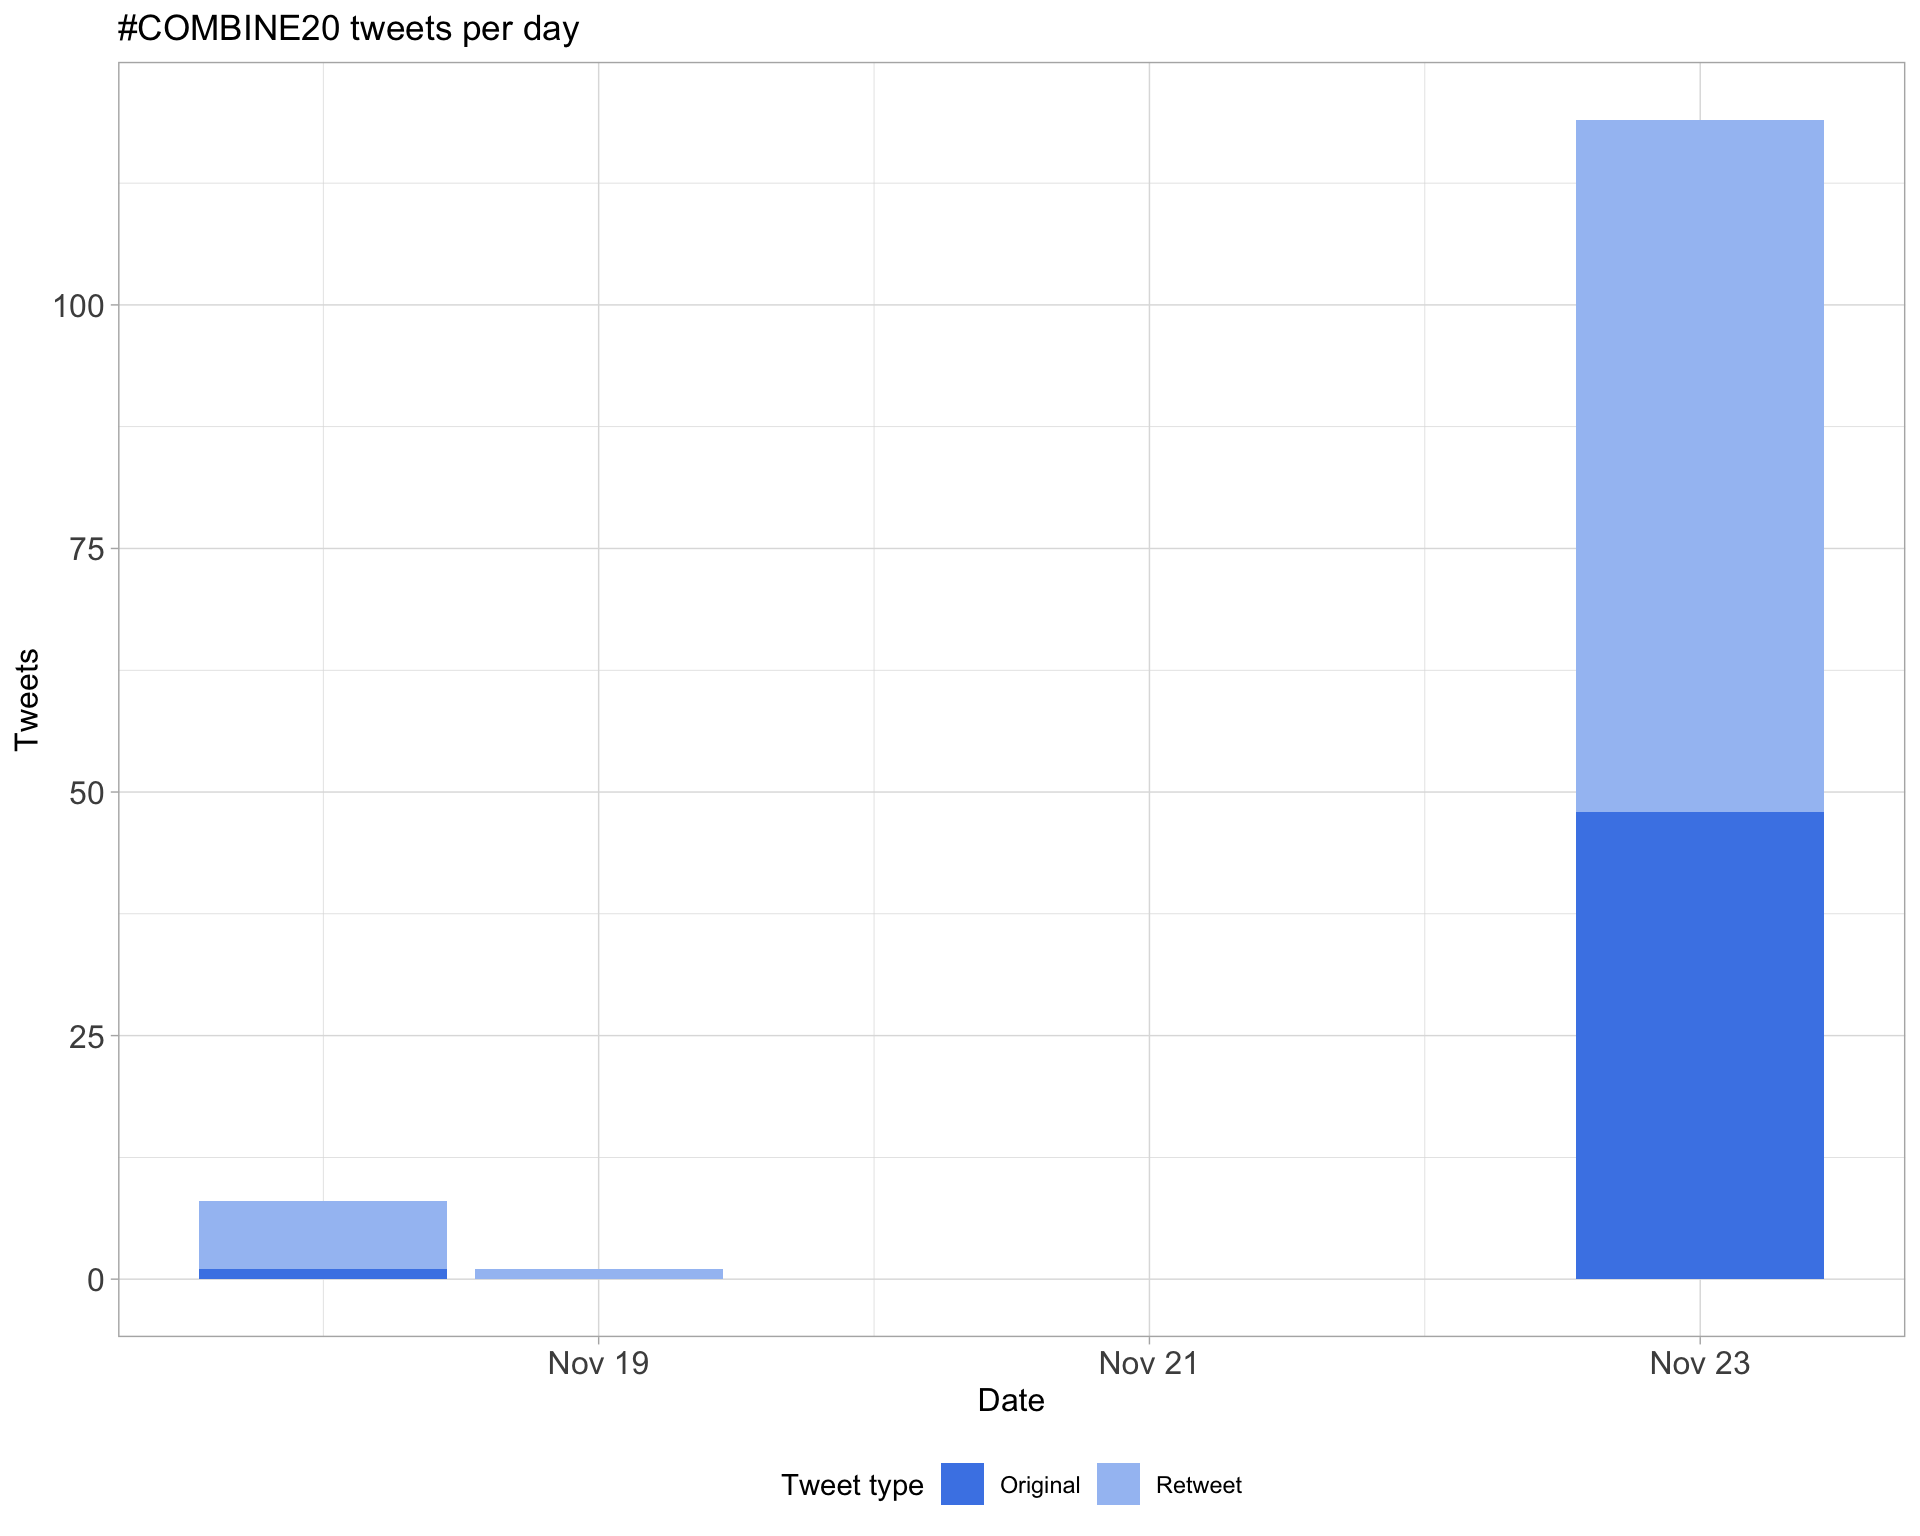 #COMBINE20 tweets per day
100
75
50
25
0
Tweets
Nov 19 Nov 21 Nov 23
Date
Tweet type Original Retweet